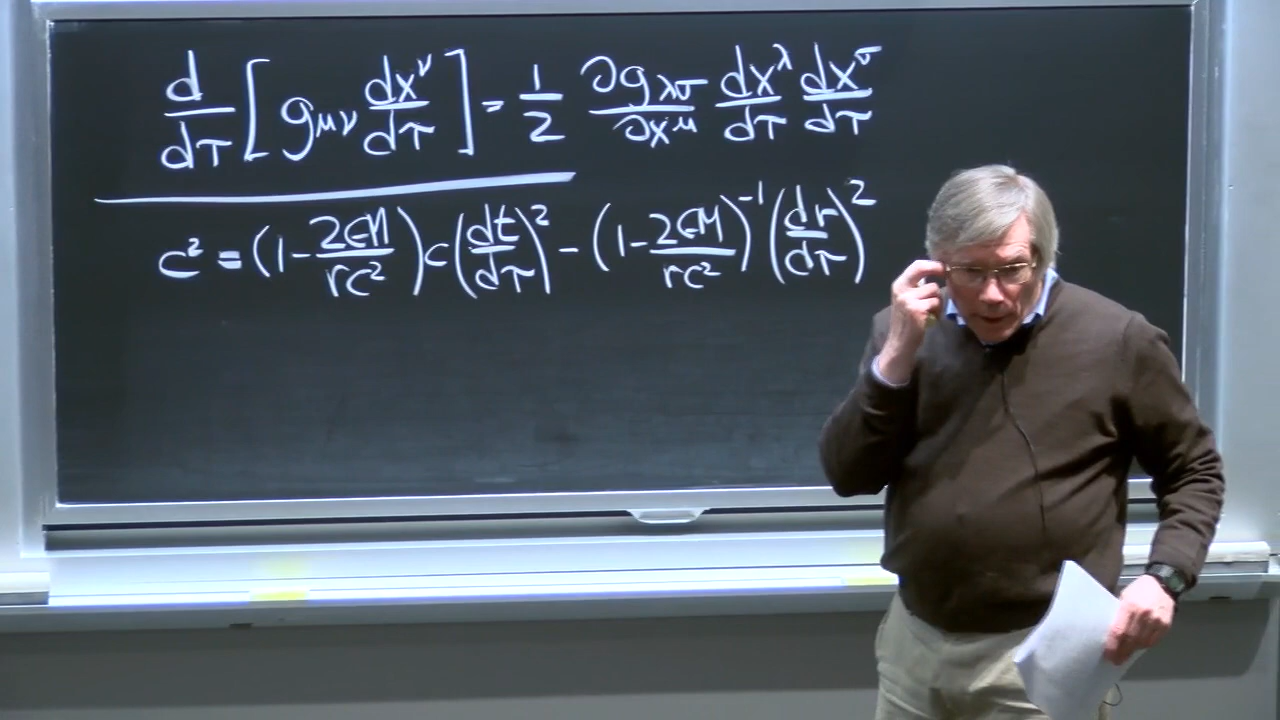 d/dτ [g_μν dx^ν/dτ] = 1/2 ∂g_λσ/∂x^μ dx^λ/dτ dx^σ/dτ
c² = (1 - 2GM/rc²) c (dt/dτ)² - (1 - 2GM/rc²)⁻¹ (dr/dτ)²